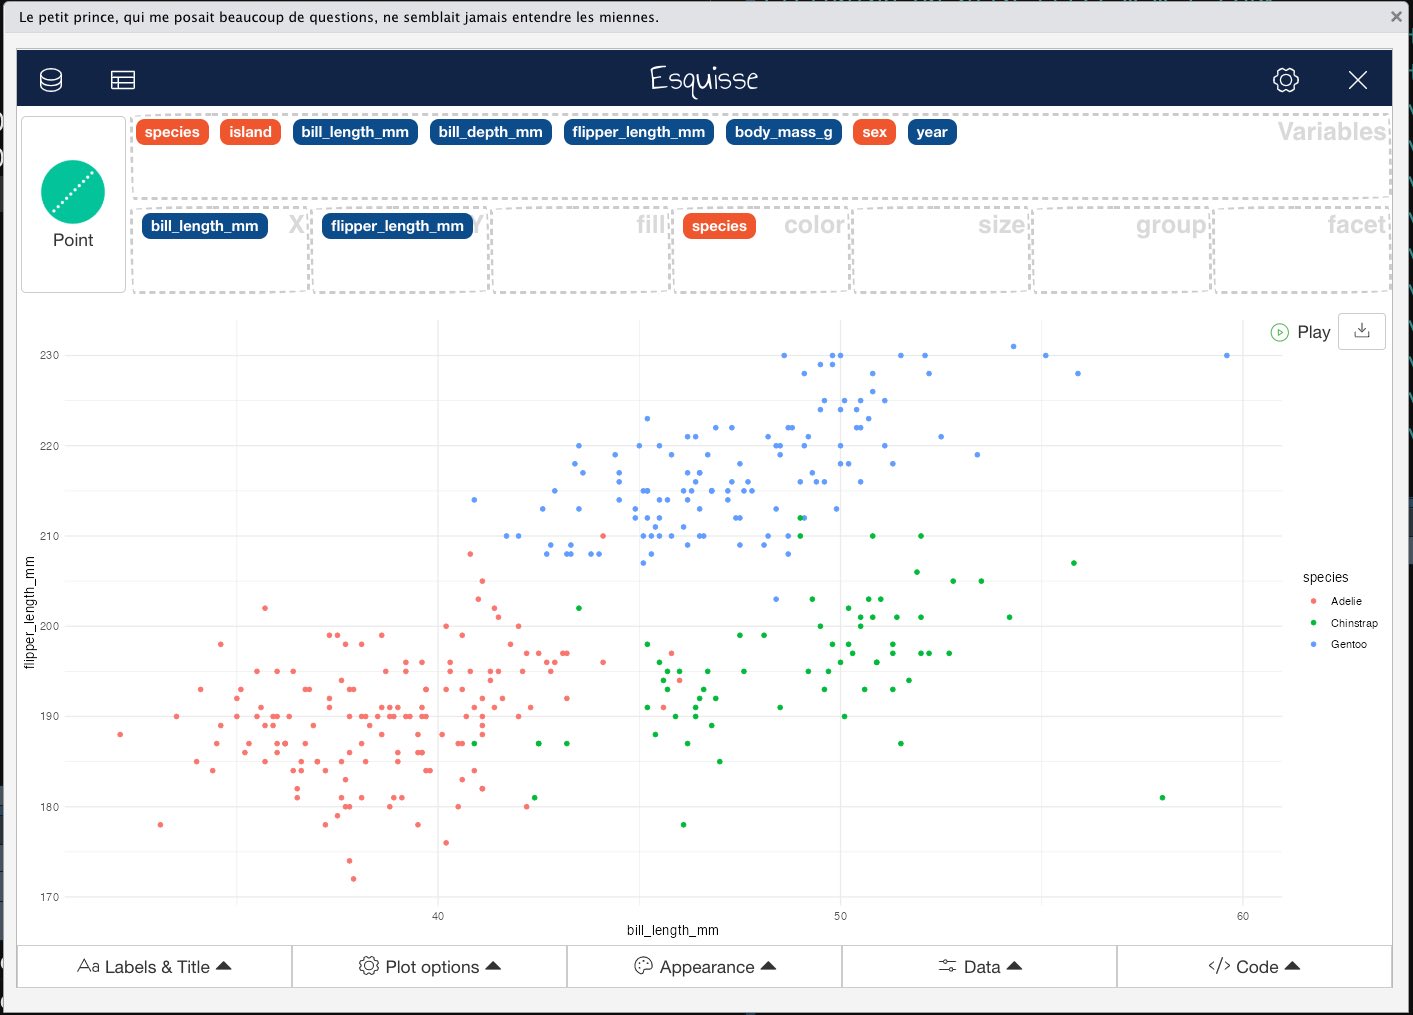 Le petit prince, qui me posait beaucoup de questions, ne semblait jamais entendre les miennes.
Esquisse
species island bill_length_mm bill_depth_mm flipper_length_mm body_mass_g sex year Variables
Point
bill_length_mm X flipper_length_mm Y fill species color size group facet
Play
230
220
210
200
190
180
170
flipper_length_mm
40 50 60
bill_length_mm
species
Adelie
Chinstrap
Gentoo
Aa Labels & Title Plot options Appearance Data </> Code